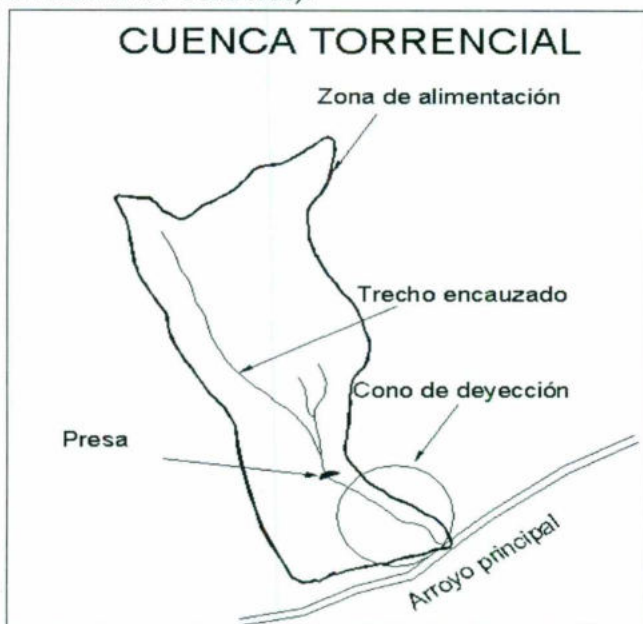 CUENCA TORRENCIAL
Zona de alimentación
Trecho encauzado
Cono de deyección
Presa
Arroyo principal